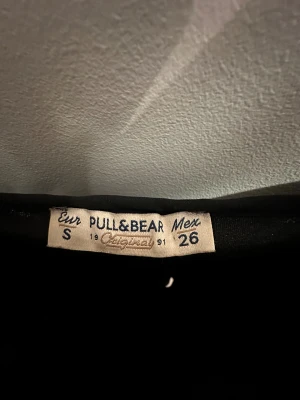 Eur PULL&BEAR Mex
S 19 Original 91 26